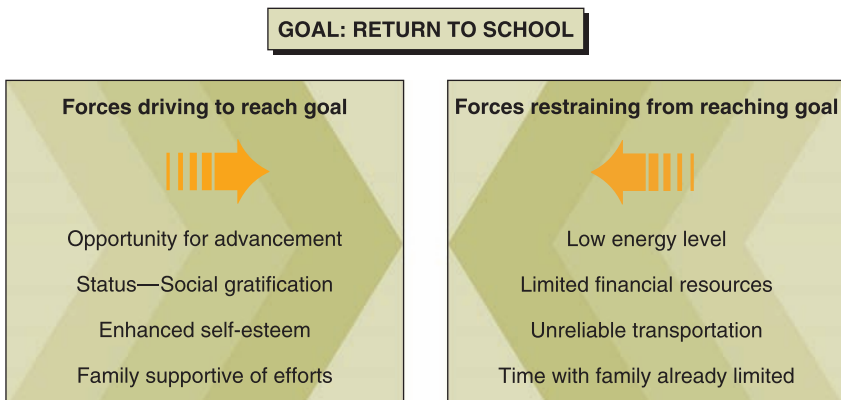 GOAL: RETURN TO SCHOOL
Forces driving to reach goal
Opportunity for advancement
Status—Social gratification
Enhanced self-esteem
Family supportive of efforts
Forces restraining from reaching goal
Low energy level
Limited financial resources
Unreliable transportation
Time with family already limited